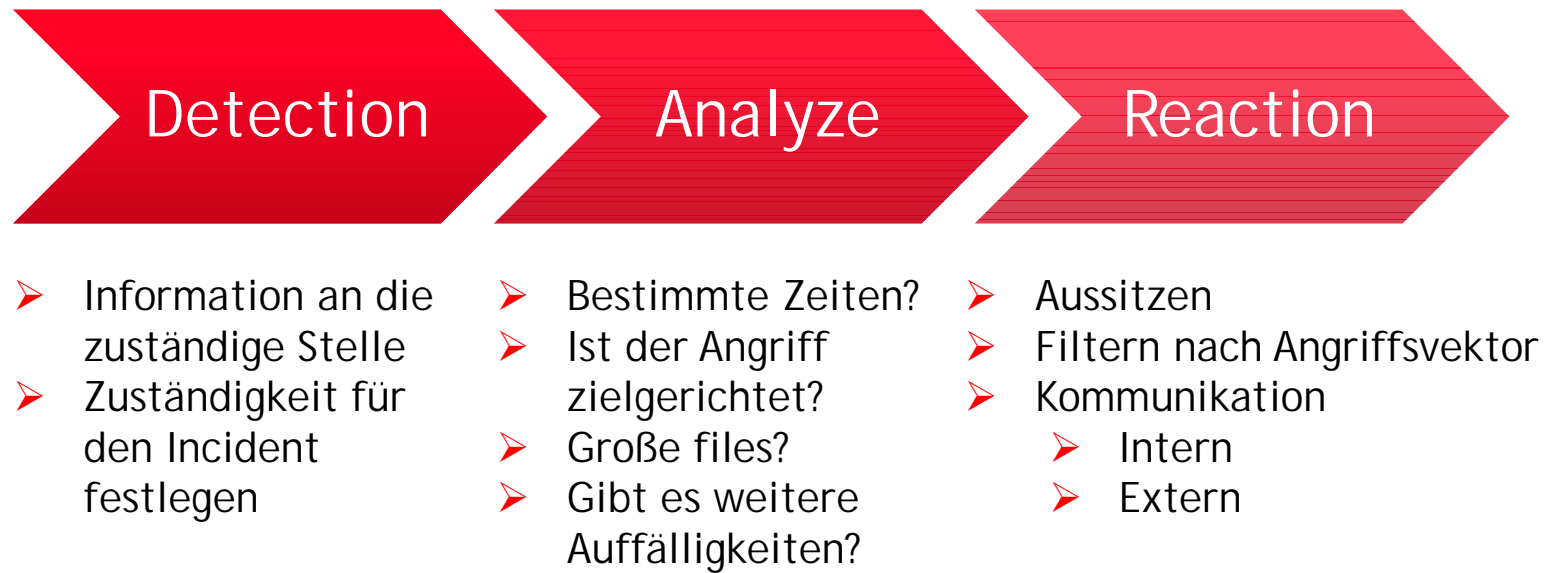 Detection
Analyze
Reaction
Information an die
zuständige Stelle
Zuständigkeit für
den Incident
festlegen
Bestimmte Zeiten?
Ist der Angriff
zielgerichtet?
Große files?
Gibt es weitere
Auffälligkeiten?
Aussitzen
Filtern nach Angriffsvektor
Kommunikation
Intern
Extern